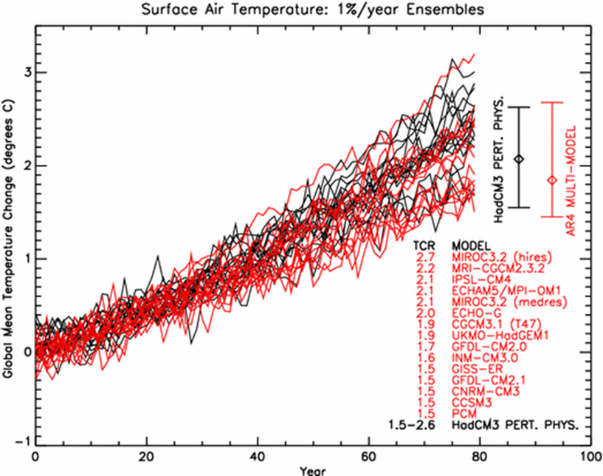 Surface Air Temperature: 1%/year Ensembles
Global Mean Temperature Change (degrees C)
3
2
1
0
-1
0 20 40 60 80 100
Year
HadCM3 PERT. PHYS.
AR4 MULTI-MODEL
TCR MODEL
2.7 MIROC3.2 (hires)
2.2 MRI-CGCM2.3.2
2.1 IPSL-CM4
2.1 ECHAM5/MPI-OM1
2.1 MIROC3.2 (medres)
2.0 ECHO-G
1.9 CGCM3.1 (T47)
1.9 UKMO-HadGEM1
1.7 GFDL-CM2.0
1.6 INM-CM3.0
1.5 GISS-ER
1.5 GFDL-CM2.1
1.5 CNRM-CM3
1.5 CCSM3
1.5 PCM
1.5-2.6 HadCM3 PERT. PHYS.